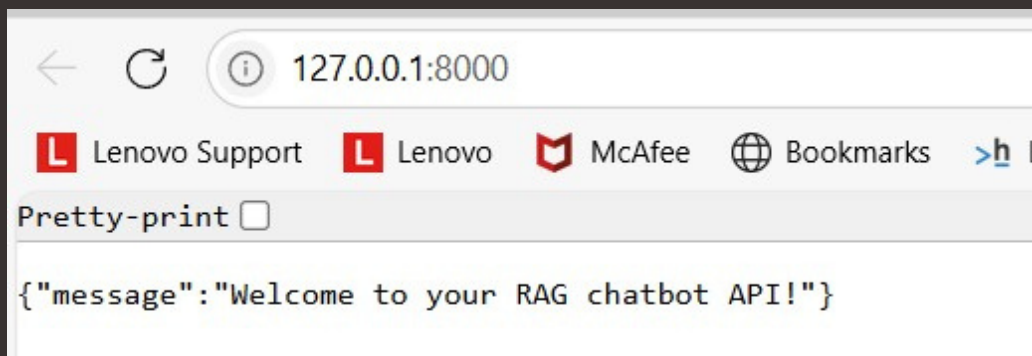 127.0.0.1:8000
Lenovo Support Lenovo McAfee Bookmarks >h
Pretty-print
{"message":"Welcome to your RAG chatbot API!"}